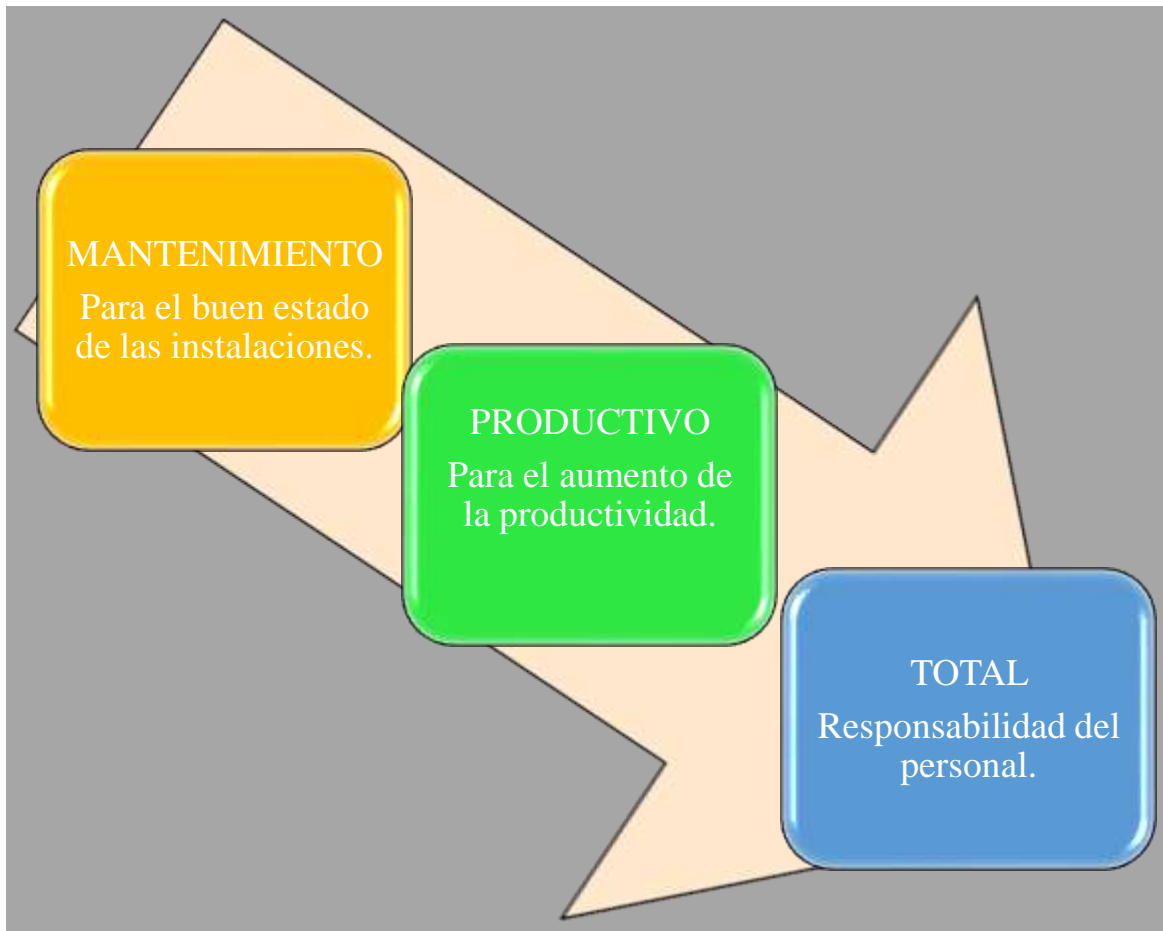 MANTENIMIENTO
Para el buen estado
de las instalaciones.
PRODUCTIVO
Para el aumento de
la productividad.
TOTAL
Responsabilidad del
personal.